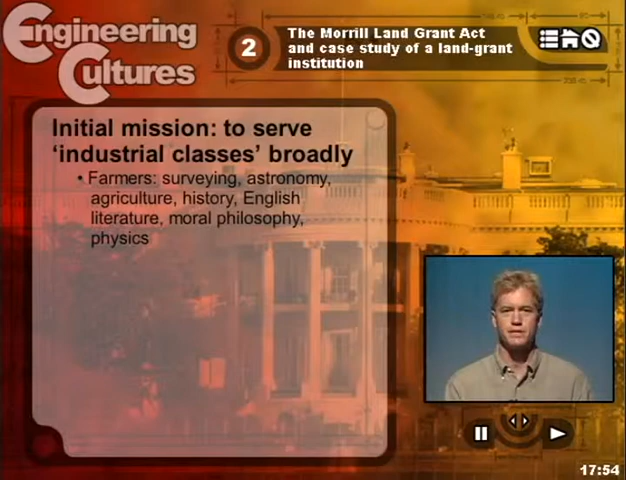 Engineering
Cultures
2
The Morrill Land Grant Act
and case study of a land-grant
institution
Initial mission: to serve
‘industrial classes’ broadly
• Farmers: surveying, astronomy,
agriculture, history, English
literature, moral philosophy,
physics
17:54